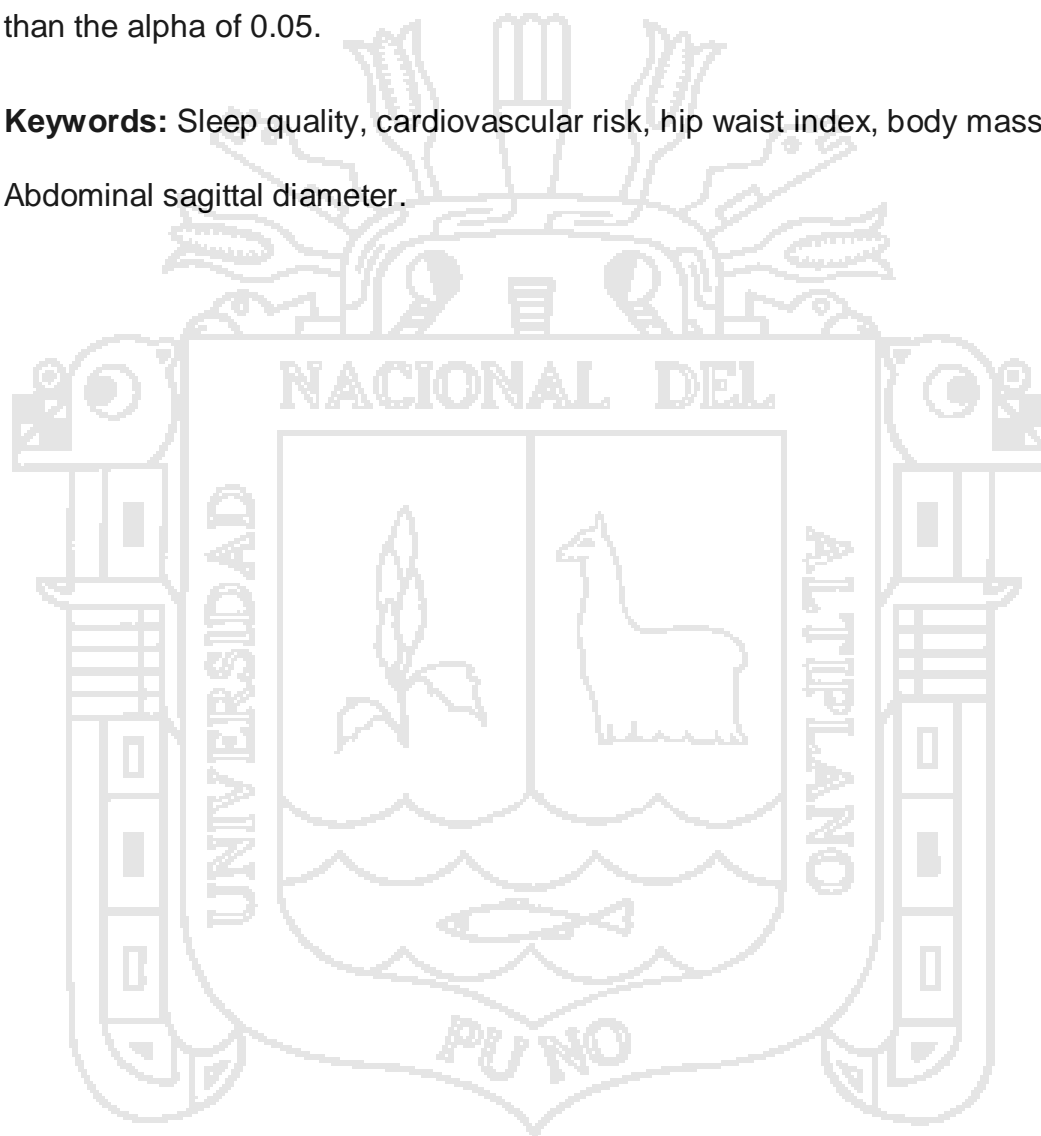 than the alpha of 0.05.
Keywords: Sleep quality, cardiovascular risk, hip waist index, body mass
Abdominal sagittal diameter.
NACIONAL DEL
UNIVERSIDAD
ALTIPLANO
PUNO